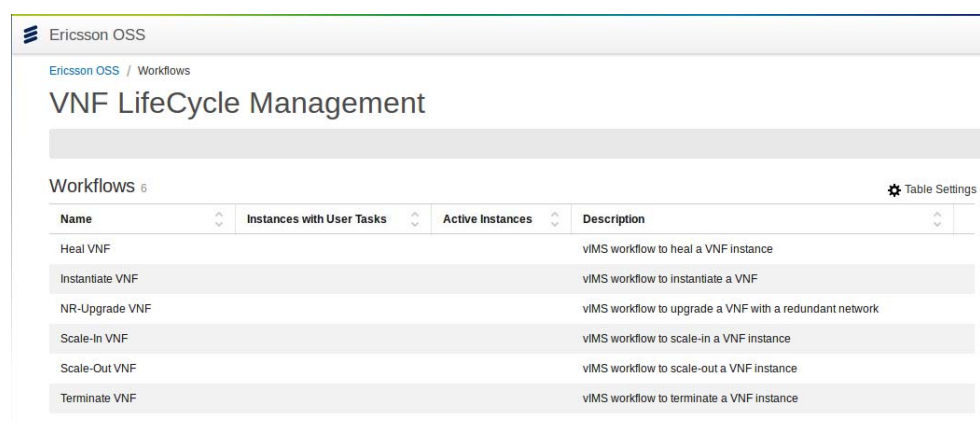 Ericsson OSS
Ericsson OSS / Workflows
VNF LifeCycle Management
Workflows 6
Table Settings
Name Instances with User Tasks Active Instances Description
Heal VNF vIMS workflow to heal a VNF instance
Instantiate VNF vIMS workflow to instantiate a VNF
NR-Upgrade VNF vIMS workflow to upgrade a VNF with a redundant network
Scale-In VNF vIMS workflow to scale-in a VNF instance
Scale-Out VNF vIMS workflow to scale-out a VNF instance
Terminate VNF vIMS workflow to terminate a VNF instance